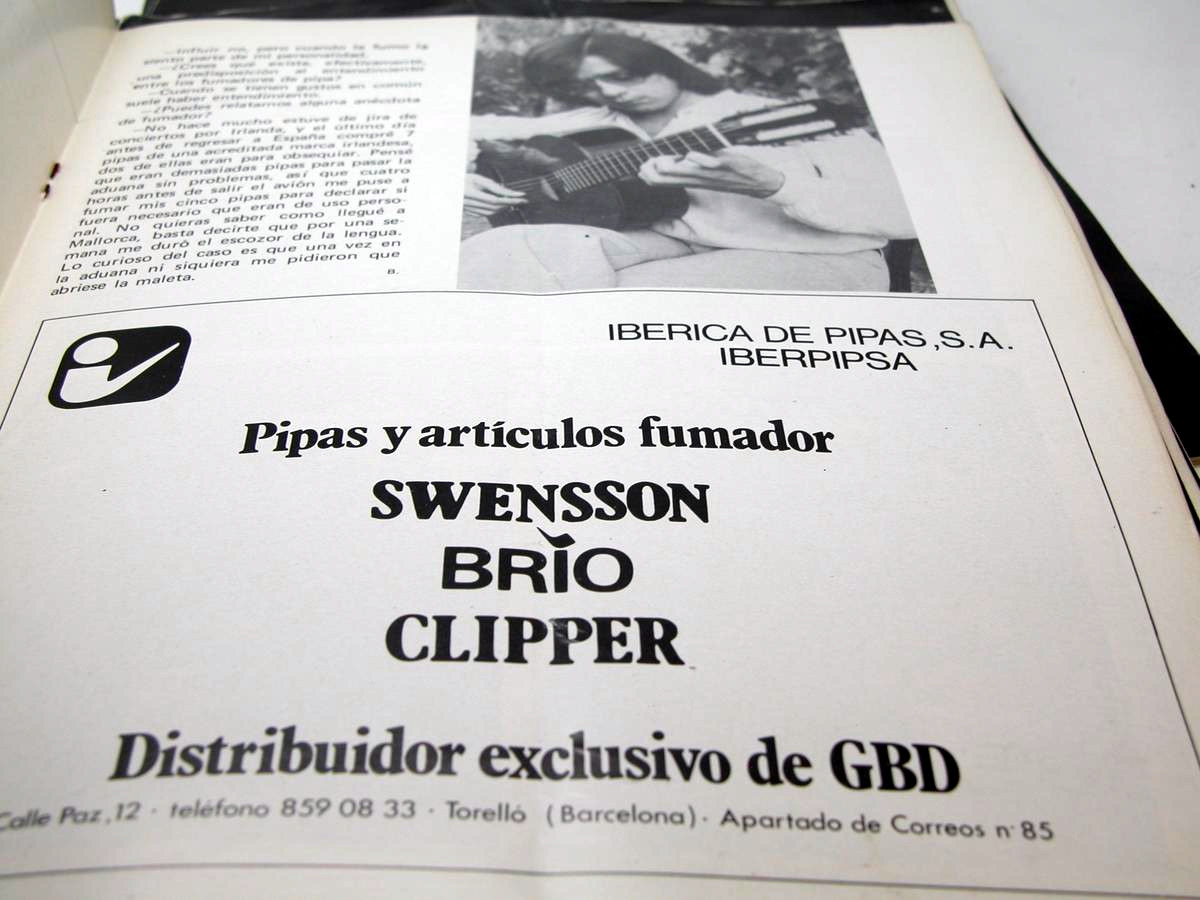 —Influir no, pero cuando la fumo la
siento parte de mi personalidad.
—¿Crees que existe, efectivamente,
una predisposición al entendimiento
entre los fumadores de pipa?
—Cuando se tienen gustos en común
suele haber entendimiento.
—¿Puedes relatarnos alguna anécdota
de fumador?
—No hace mucho estuve de jira de
conciertos por Irlanda, y el último día
antes de regresar a España compré 7
pipas de una acreditada marca irlandesa,
dos de ellas eran para obsequiar. Pensé
que eran demasiadas pipas para pasar la
aduana sin problemas, así que cuatro
horas antes de salir el avión me puse a
fumar mis cinco pipas para declarar si
fuera necesario que eran de uso perso-
nal. No quieras saber como llegué a
Mallorca, basta decirte que por una se-
mana me duró el escozor de la lengua.
Lo curioso del caso es que una vez en
la aduana ni siquiera me pidieron que
abriese la maleta.
B.
IBERICA DE PIPAS,S.A.
IBERPIPSA
Pipas y artículos fumador
SWENSSON
BRIO
CLIPPER
Distribuidor exclusivo de GBD
Calle Paz,12 · teléfono 859 08 33 · Torelló (Barcelona) · Apartado de Correos n° 85